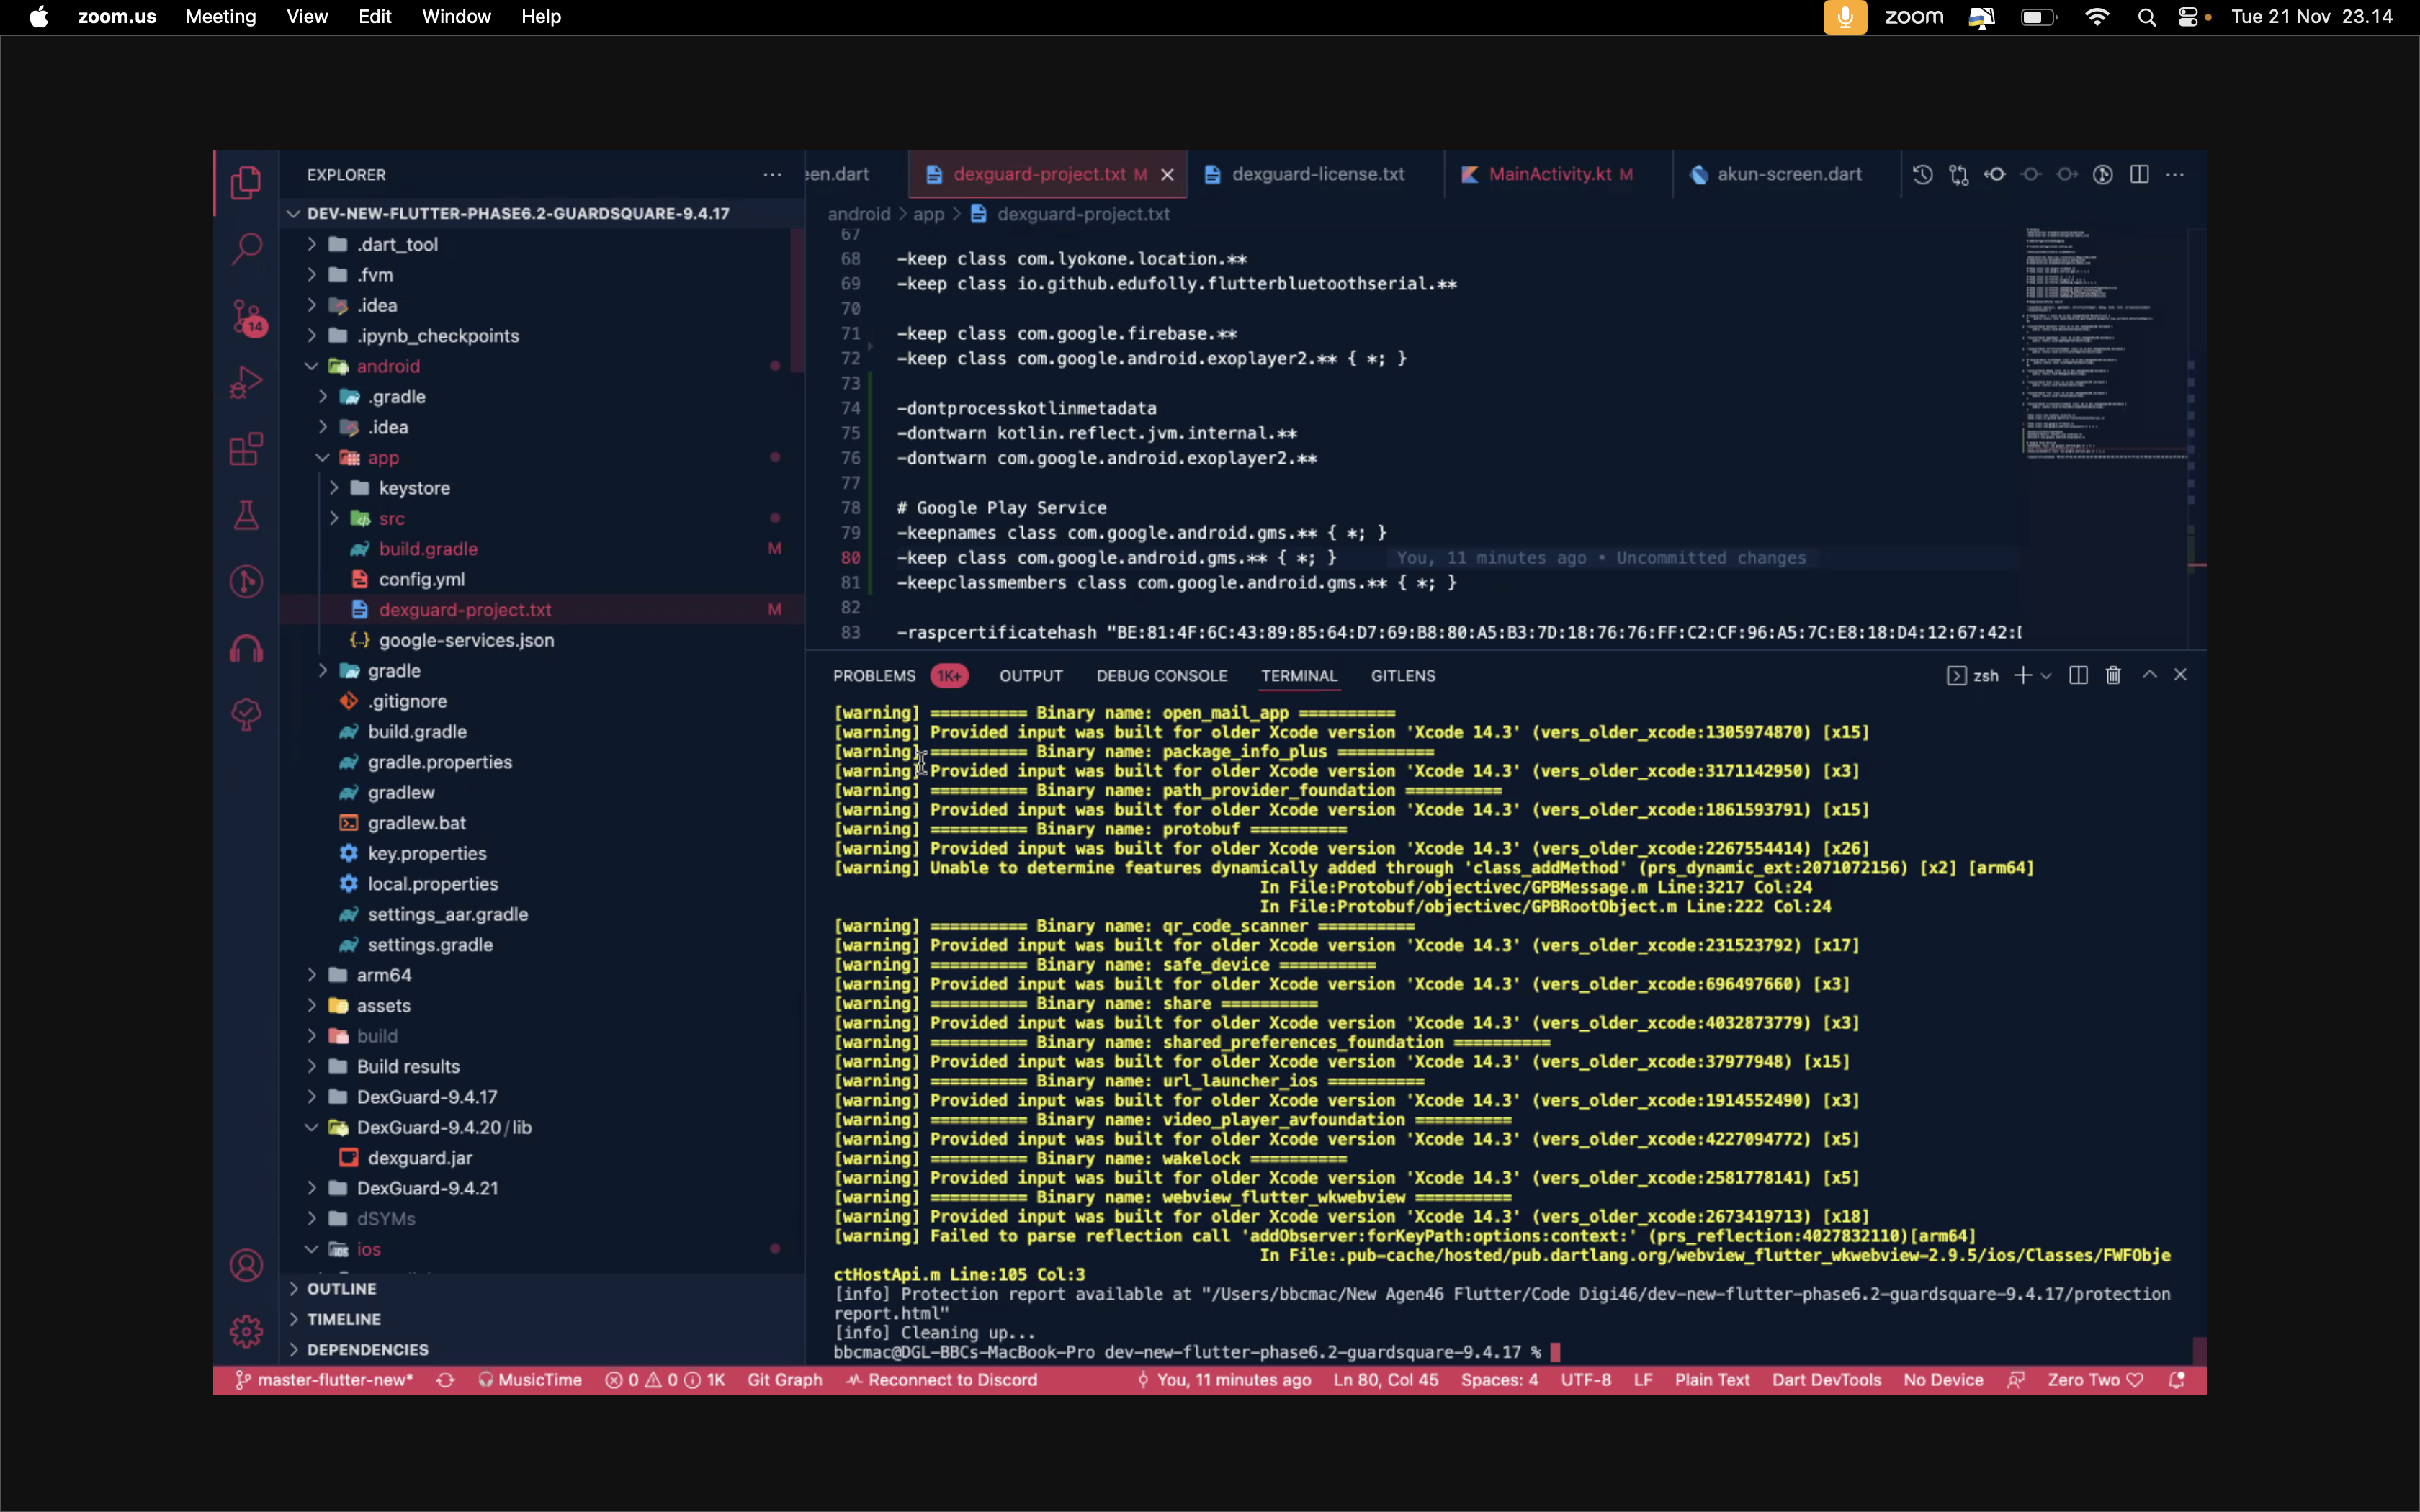 zoom.us Meeting View Edit Window Help
zoom Tue 21 Nov 23.14
EXPLORER
DEV-NEW-FLUTTER-PHASE6.2-GUARDSQUARE-9.4.17
.dart_tool
.fvm
.idea
.ipynb_checkpoints
android
.gradle
.idea
app
keystore
src
build.gradle M
config.yml
dexguard-project.txt M
google-services.json
gradle
.gitignore
build.gradle
gradle.properties
gradlew
gradlew.bat
key.properties
local.properties
settings_aar.gradle
settings.gradle
arm64
assets
build
Build results
DexGuard-9.4.17
DexGuard-9.4.20/lib
dexguard.jar
DexGuard-9.4.21
dSYMs
ios
OUTLINE
TIMELINE
DEPENDENCIES
14
een.dart dexguard-project.txt M dexguard-license.txt MainActivity.kt M akun-screen.dart
android > app > dexguard-project.txt
67
68 -keep class com.lyokone.location.**
69 -keep class io.github.edufolly.flutterbluetoothserial.**
70
71 -keep class com.google.firebase.**
72 -keep class com.google.android.exoplayer2.** { *; }
73
74 -dontprocesskotlinmetadata
75 -dontwarn kotlin.reflect.jvm.internal.**
76 -dontwarn com.google.android.exoplayer2.**
77
78 # Google Play Service
79 -keepnames class com.google.android.gms.** { *; }
80 -keep class com.google.android.gms.** { *; } You, 11 minutes ago • Uncommitted changes
81 -keepclassmembers class com.google.android.gms.** { *; }
82
83 -raspcertificatehash "BE:81:4F:6C:43:89:85:64:D7:69:B8:80:A5:B3:7D:18:76:76:FF:C2:CF:96:A5:7C:E8:18:D4:12:67:42:
PROBLEMS 1K+ OUTPUT DEBUG CONSOLE TERMINAL GITLENS zsh
[warning] ========== Binary name: open_mail_app ==========
[warning] Provided input was built for older Xcode version 'Xcode 14.3' (vers_older_xcode:1305974870) [x15]
[warning] ========== Binary name: package_info_plus ==========
[warning] Provided input was built for older Xcode version 'Xcode 14.3' (vers_older_xcode:3171142950) [x3]
[warning] ========== Binary name: path_provider_foundation ==========
[warning] Provided input was built for older Xcode version 'Xcode 14.3' (vers_older_xcode:1861593791) [x15]
[warning] ========== Binary name: protobuf ==========
[warning] Provided input was built for older Xcode version 'Xcode 14.3' (vers_older_xcode:2267554414) [x26]
[warning] Unable to determine features dynamically added through 'class_addMethod' (prs_dynamic_ext:2071072156) [x2] [arm64]
In File:Protobuf/objectivec/GPBMessage.m Line:3217 Col:24
In File:Protobuf/objectivec/GPBRootObject.m Line:222 Col:24
[warning] ========== Binary name: qr_code_scanner ==========
[warning] Provided input was built for older Xcode version 'Xcode 14.3' (vers_older_xcode:231523792) [x17]
[warning] ========== Binary name: safe_device ==========
[warning] Provided input was built for older Xcode version 'Xcode 14.3' (vers_older_xcode:696497660) [x3]
[warning] ========== Binary name: share ==========
[warning] Provided input was built for older Xcode version 'Xcode 14.3' (vers_older_xcode:4032873779) [x3]
[warning] ========== Binary name: shared_preferences_foundation ==========
[warning] Provided input was built for older Xcode version 'Xcode 14.3' (vers_older_xcode:37977948) [x15]
[warning] ========== Binary name: url_launcher_ios ==========
[warning] Provided input was built for older Xcode version 'Xcode 14.3' (vers_older_xcode:1914552490) [x3]
[warning] ========== Binary name: video_player_avfoundation ==========
[warning] Provided input was built for older Xcode version 'Xcode 14.3' (vers_older_xcode:4227094772) [x5]
[warning] ========== Binary name: wakelock ==========
[warning] Provided input was built for older Xcode version 'Xcode 14.3' (vers_older_xcode:2581778141) [x5]
[warning] ========== Binary name: webview_flutter_wkwebview ==========
[warning] Provided input was built for older Xcode version 'Xcode 14.3' (vers_older_xcode:2673419713) [x18]
[warning] Failed to parse reflection call 'addObserver:forKeyPath:options:context:' (prs_reflection:4027832110)[arm64]
In File:.pub-cache/hosted/pub.dartlang.org/webview_flutter_wkwebview-2.9.5/ios/Classes/FWFObje
ctHostApi.m Line:105 Col:3
[info] Protection report available at "/Users/bbcmac/New Agen46 Flutter/Code Digi46/dev-new-flutter-phase6.2-guardsquare-9.4.17/protection
report.html"
[info] Cleaning up...
bbcmac@DGL-BBCs-MacBook-Pro dev-new-flutter-phase6.2-guardsquare-9.4.17 %
master-flutter-new* MusicTime 0 0 1K Git Graph Reconnect to Discord You, 11 minutes ago Ln 80, Col 45 Spaces: 4 UTF-8 LF Plain Text Dart DevTools No Device Zero Two